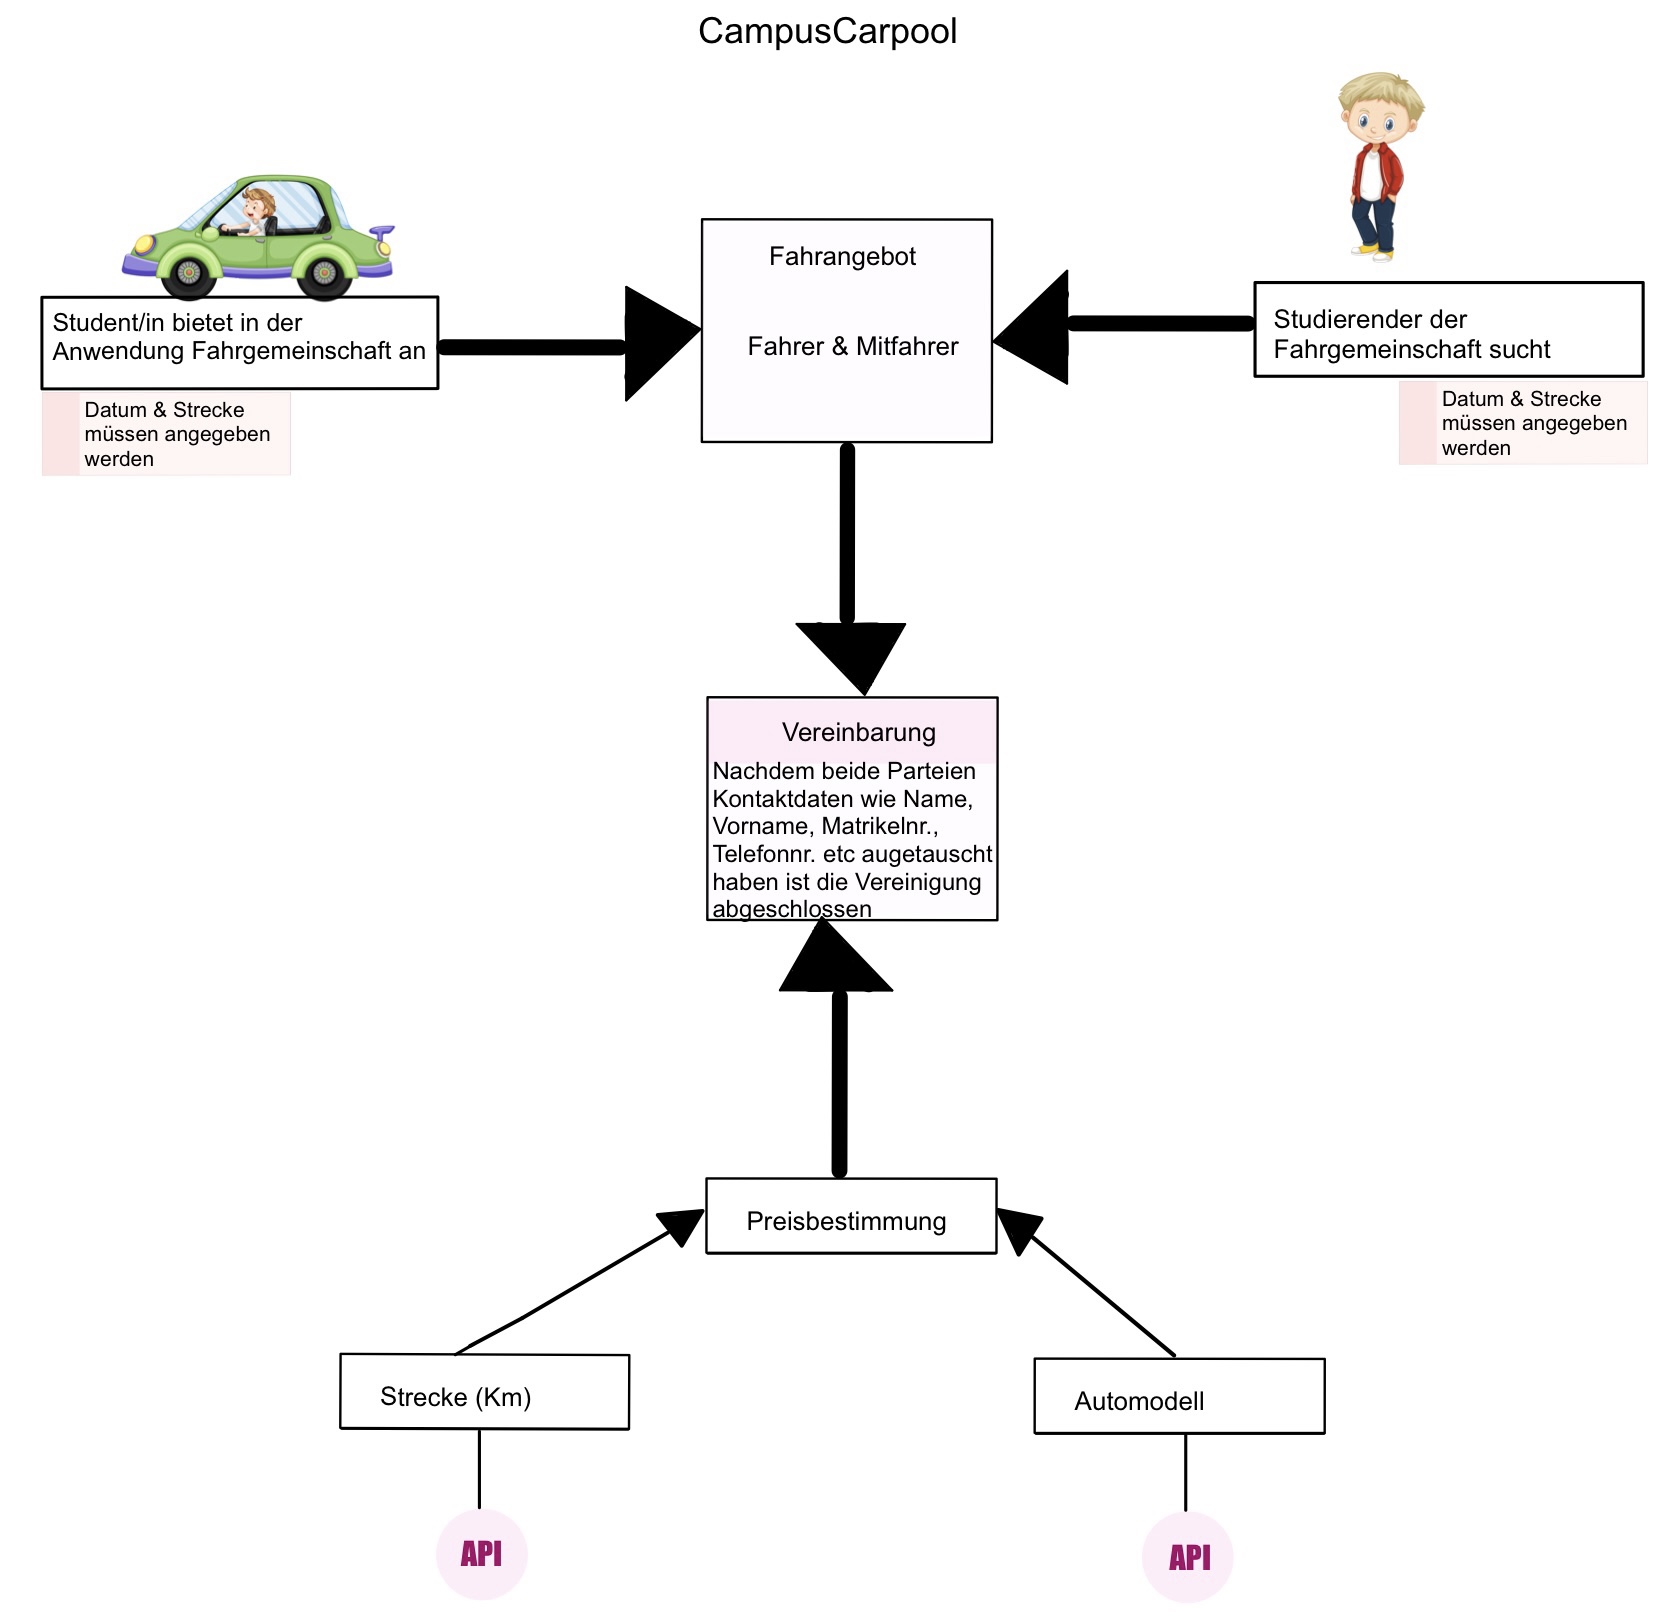 CampusCarpool
Student/in bietet in der
Anwendung Fahrgemeinschaft an
Datum & Strecke
müssen angegeben
werden
Fahrangebot
Fahrer & Mitfahrer
Studierender der
Fahrgemeinschaft sucht
Datum & Strecke
müssen angegeben
werden
Vereinbarung
Nachdem beide Parteien
Kontaktdaten wie Name,
Vorname, Matrikelnr.,
Telefonnr. etc augetauscht
haben ist die Vereinigung
abgeschlossen
Preisbestimmung
Strecke (Km)
Automodell
API
API